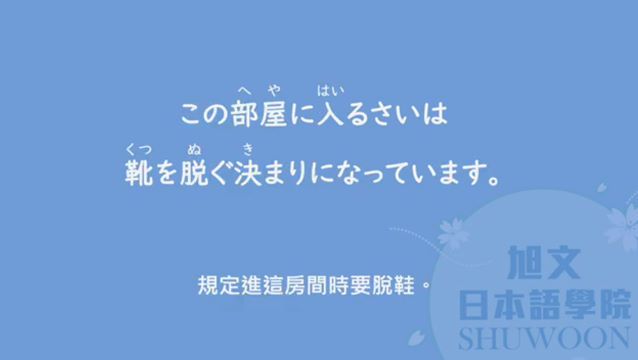 へや はい
この部屋に入るさいは
くつ ぬ き
靴を脱ぐ決まりになっています。
規定進這房間時要脫鞋。
旭文
日本語學院
SHUWOON